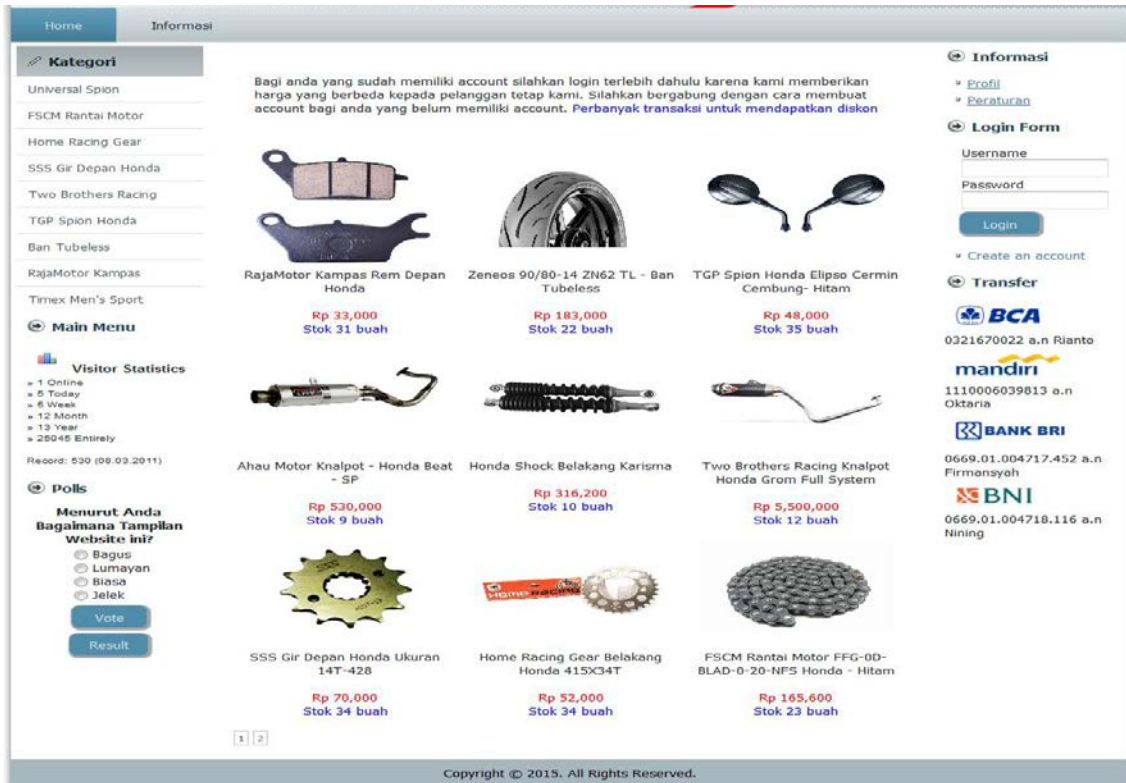 Home
Informasi
Kategori
Universal Spion
FSCM Rantai Motor
Home Racing Gear
SSS Gir Depan Honda
Two Brothers Racing
TGP Spion Honda
Ban Tubeless
RajaMotor Kampas
Timex Men's Sport
Main Menu
Visitor Statistics
» 1 Online
» 5 Today
» 6 Week
» 12 Month
» 13 Year
» 26045 Entirely
Record: 530 (08.03.2011)
Polls
Menurut Anda
Bagaimana Tampilan
Website ini?
Bagus
Lumayan
Biasa
Jelek
Vote
Result
Bagi anda yang sudah memiliki account silahkan login terlebih dahulu karena kami memberikan
harga yang berbeda kepada pelanggan tetap kami. Silahkan bergabung dengan cara membuat
account bagi anda yang belum memiliki account. Perbanyak transaksi untuk mendapatkan diskon
RajaMotor Kampas Rem Depan
Honda
Rp 33,000
Stok 31 buah
Zeneos 90/80-14 ZN62 TL - Ban
Tubeless
Rp 183,000
Stok 22 buah
TGP Spion Honda Elipso Cermin
Cembung- Hitam
Rp 48,000
Stok 35 buah
Ahau Motor Knalpot - Honda Beat
- SP
Rp 530,000
Stok 9 buah
Honda Shock Belakang Karisma
Rp 316,200
Stok 10 buah
Two Brothers Racing Knalpot
Honda Grom Full System
Rp 5,500,000
Stok 12 buah
SSS
HOME RACING
SSS Gir Depan Honda Ukuran
14T-428
Rp 70,000
Stok 34 buah
Home Racing Gear Belakang
Honda 415X34T
Rp 52,000
Stok 34 buah
FSCM Rantai Motor FFG-0D-
BLAD-0-20-NFS Honda - Hitam
Rp 165,600
Stok 23 buah
1 2
Informasi
Profil
Peraturan
Login Form
Username
Password
Login
Create an account
Transfer
BCA
0321670022 a.n Rianto
mandiri
1110006039813 a.n
Oktaria
BANK BRI
0669.01.004717.452 a.n
Firmansyah
BNI
0669.01.004718.116 a.n
Nining
Copyright © 2015. All Rights Reserved.